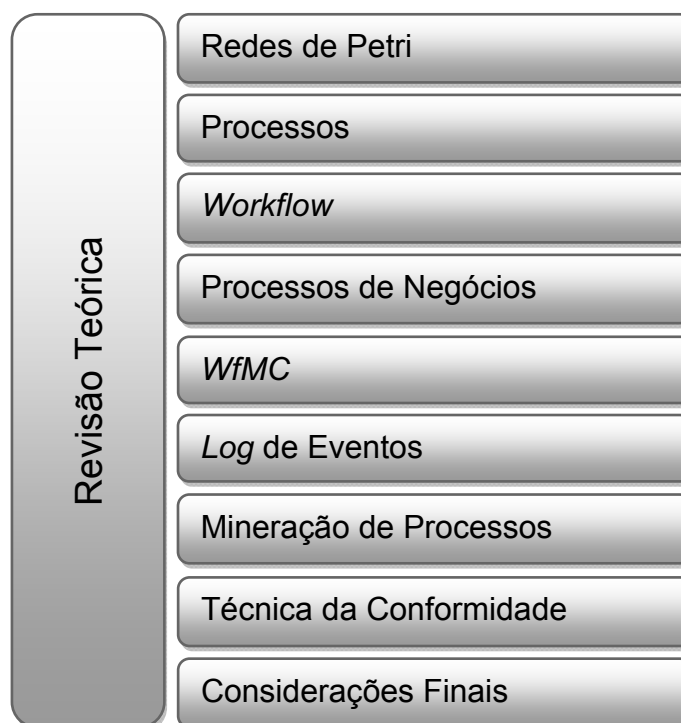 Revisão Teórica
Redes de Petri
Processos
Workflow
Processos de Negócios
WfMC
Log de Eventos
Mineração de Processos
Técnica da Conformidade
Considerações Finais